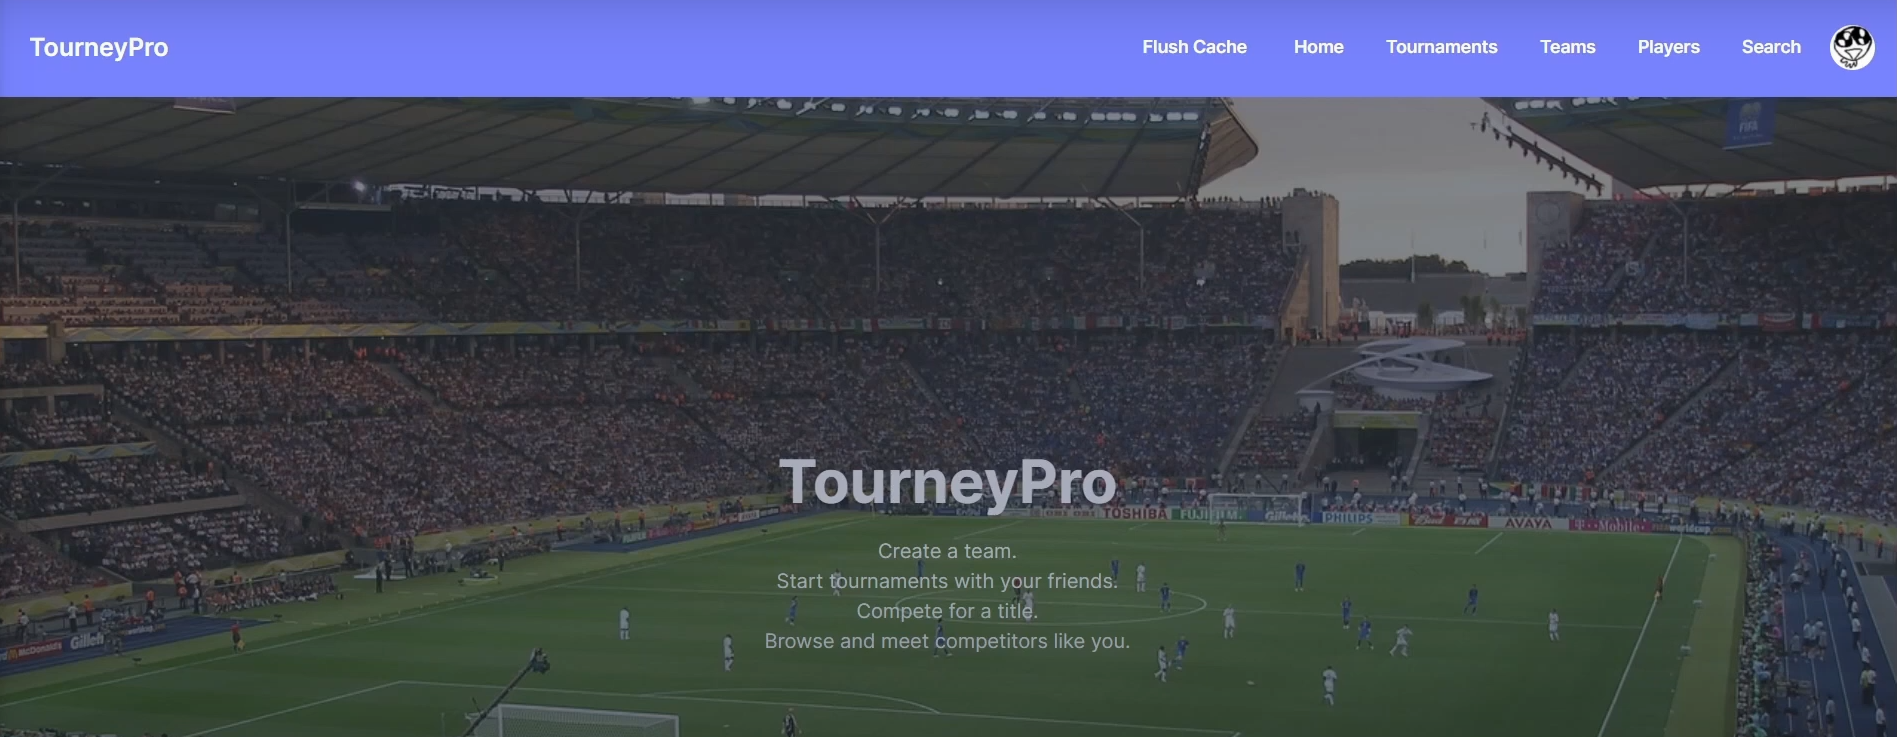 TourneyPro
Flush Cache Home Tournaments Teams Players Search
FIFA
TourneyPro
TOSHIBA FUJIFILM Gillette PHILIPS AVAYA T-Mobile
Create a team.
Start tournaments with your friends.
Compete for a title.
Browse and meet competitors like you.
McDonald's Gillette